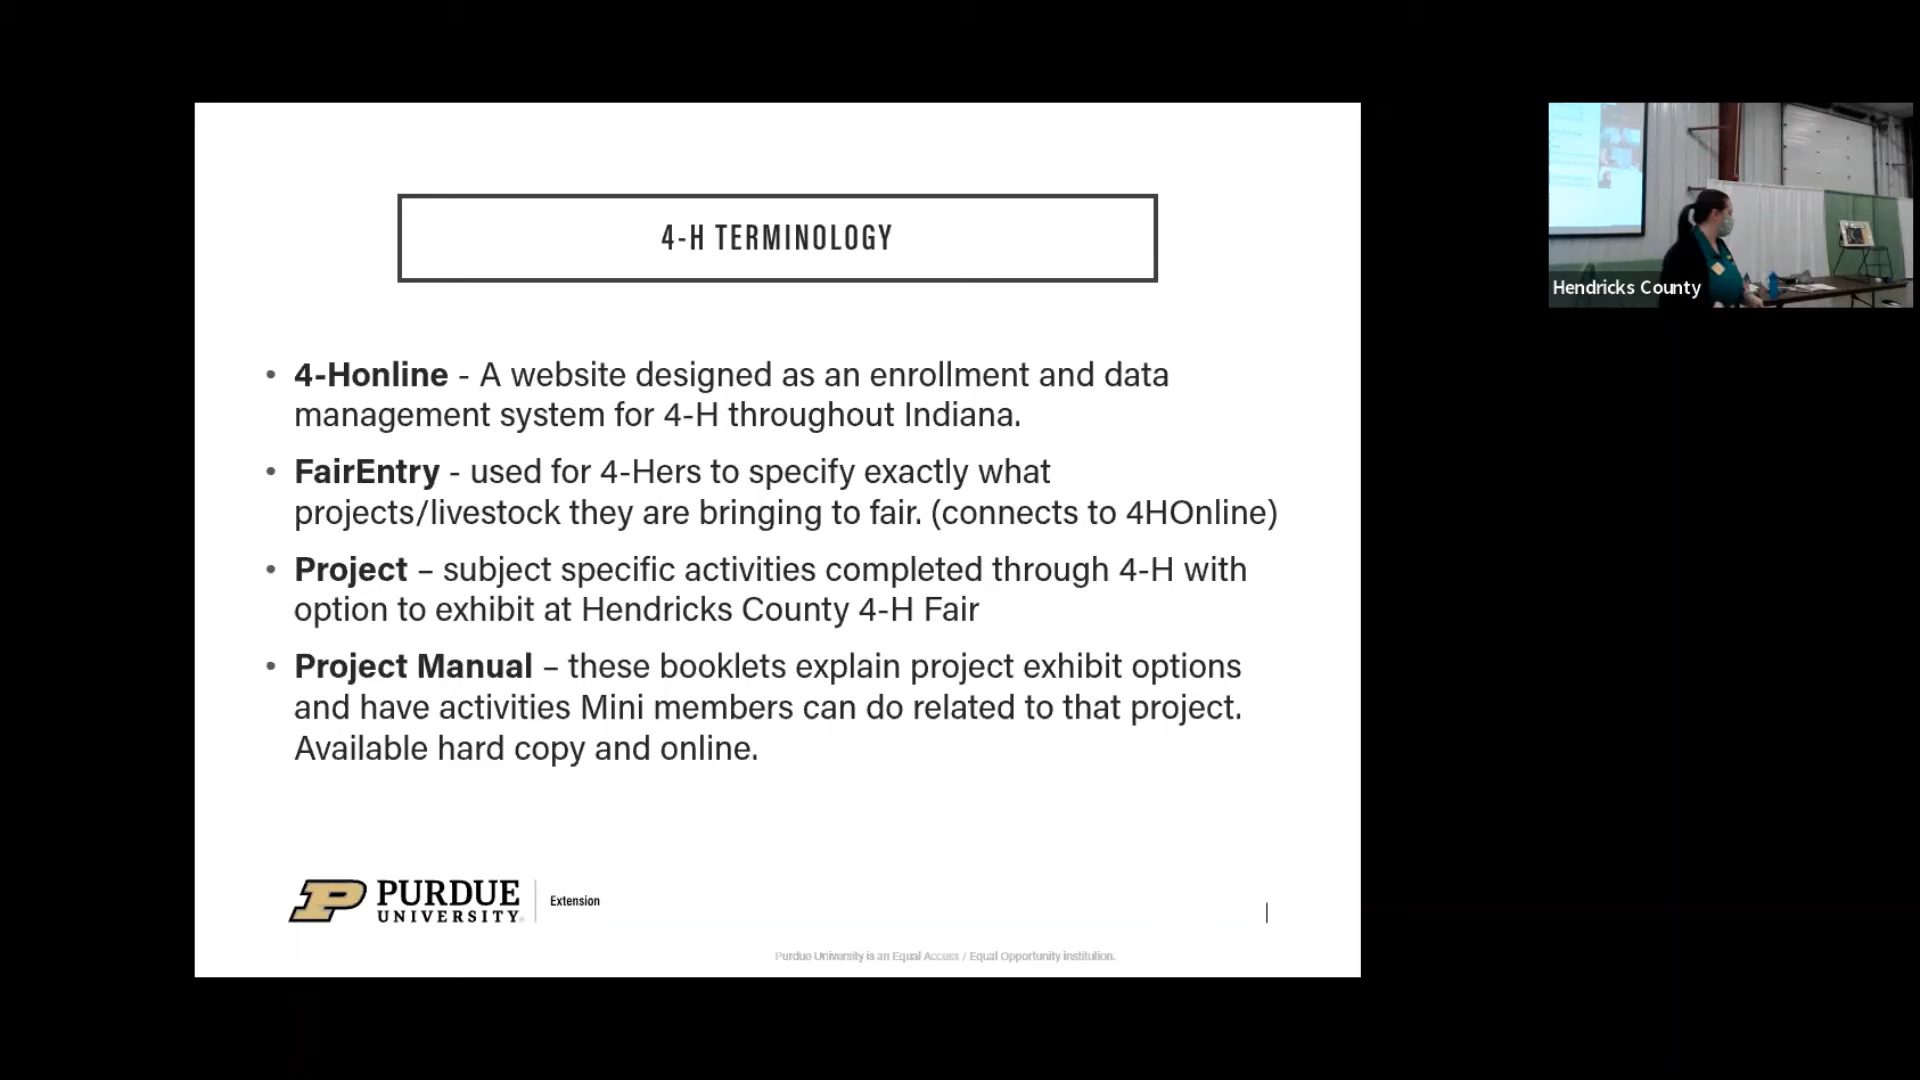 4-H TERMINOLOGY
• 4-Honline - A website designed as an enrollment and data
management system for 4-H throughout Indiana.
• FairEntry - used for 4-Hers to specify exactly what
projects/livestock they are bringing to fair. (connects to 4HOnline)
• Project – subject specific activities completed through 4-H with
option to exhibit at Hendricks County 4-H Fair
• Project Manual – these booklets explain project exhibit options
and have activities Mini members can do related to that project.
Available hard copy and online.
PURDUE
UNIVERSITY
Extension
Purdue University is an Equal Access / Equal Opportunity institution.
Hendricks County